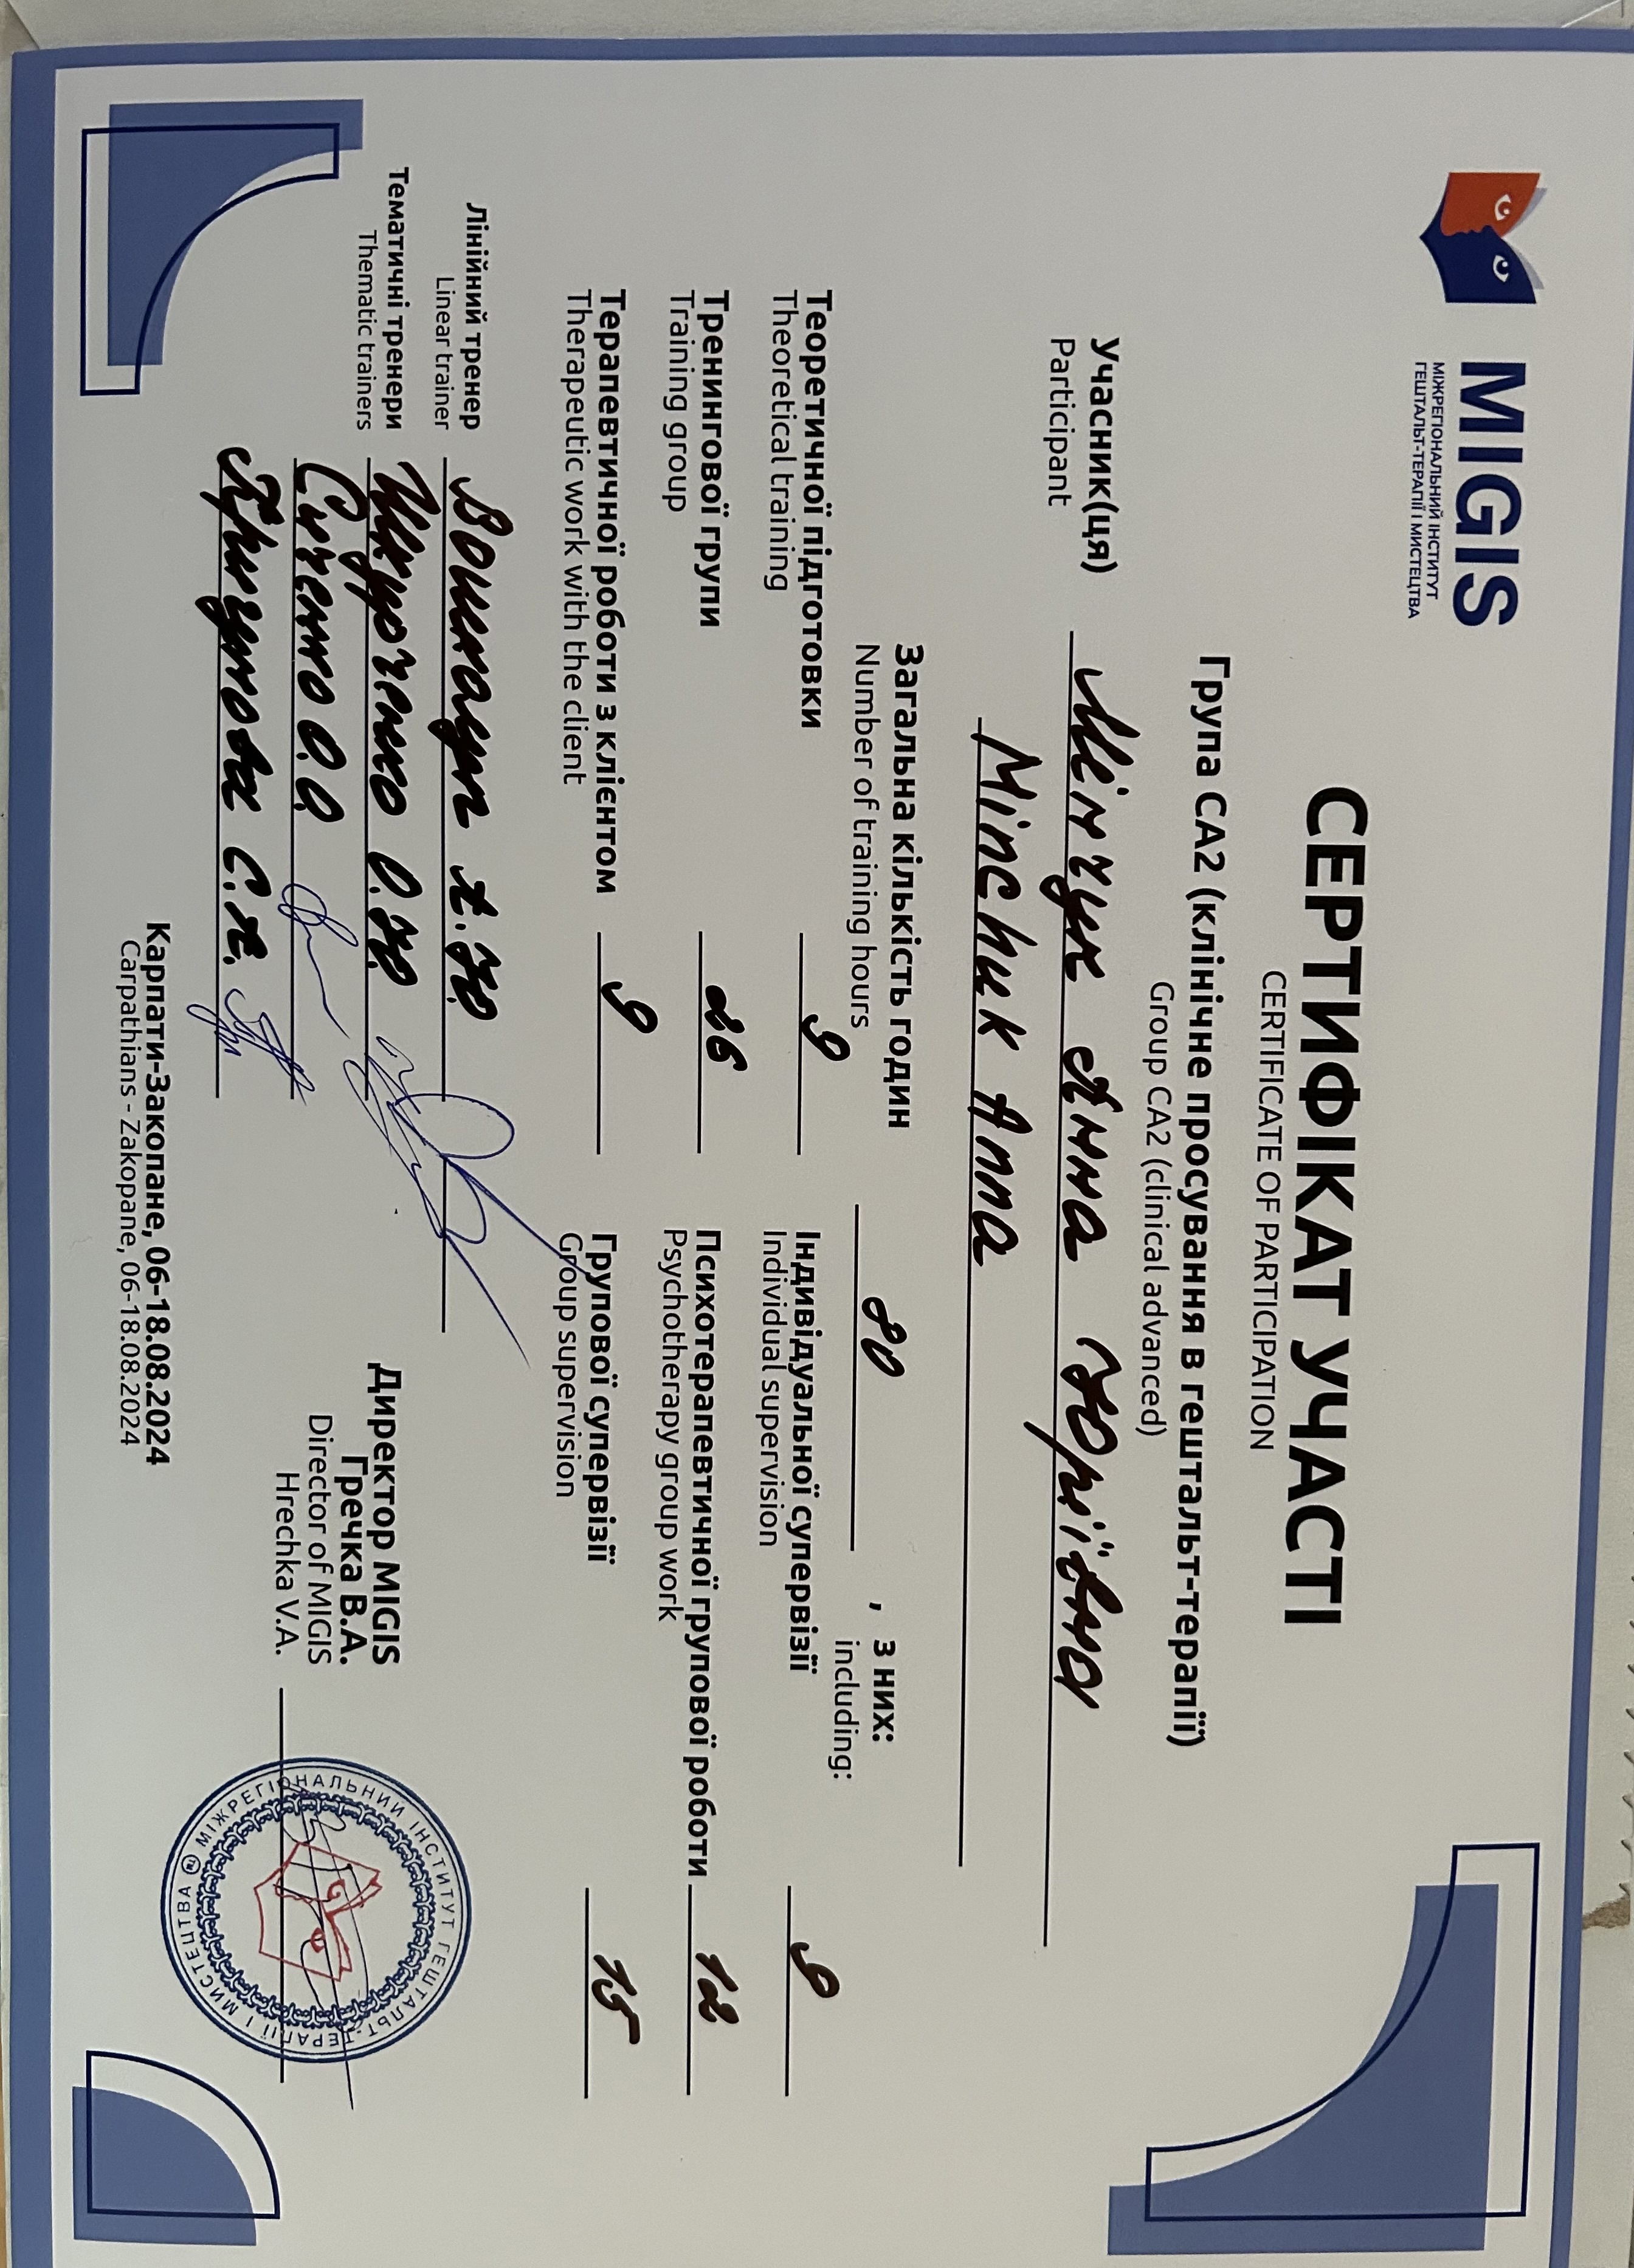 MIGIS
МІЖРЕГІОНАЛЬНИЙ ІНСТИТУТ
ГЕШТАЛЬТ-ТЕРАПІЇ І МИСТЕЦТВА
СЕРТИФІКАТ УЧАСТІ
CERTIFICATE OF PARTICIPATION
Група СА2 (клінічне просування в гештальт-терапії)
Group CA2 (clinical advanced)
Учасник(ця) Мінчук Анна Юріївна
Participant
Minchuk Anna
Загальна кількість годин 80 , з них:
Number of training hours including:
Теоретичної підготовки 9 Індивідуальної супервізії 9
Theoretical training Individual supervision
Тренингової групи 26 Психотерапевтичної групової роботи 12
Training group Psychotherapy group work
Терапевтичної роботи з клієнтом 9 Групової супервізії 15
Therapeutic work with the client Group supervision
Лінійний тренер А.Ю.
Linear trainer
Тематичні тренери О.Ю.
Thematic trainers
О.О.
С.А.
Директор MIGIS
Гречка В.А.
Director of MIGIS
Hrechka V.A.
МІЖРЕГІОНАЛЬНИЙ ІНСТИТУТ ГЕШТАЛЬТ-ТЕРАПІЇ І МИСТЕЦТВА
Карпати-Закопане, 06-18.08.2024
Carpathians - Zakopane, 06-18.08.2024